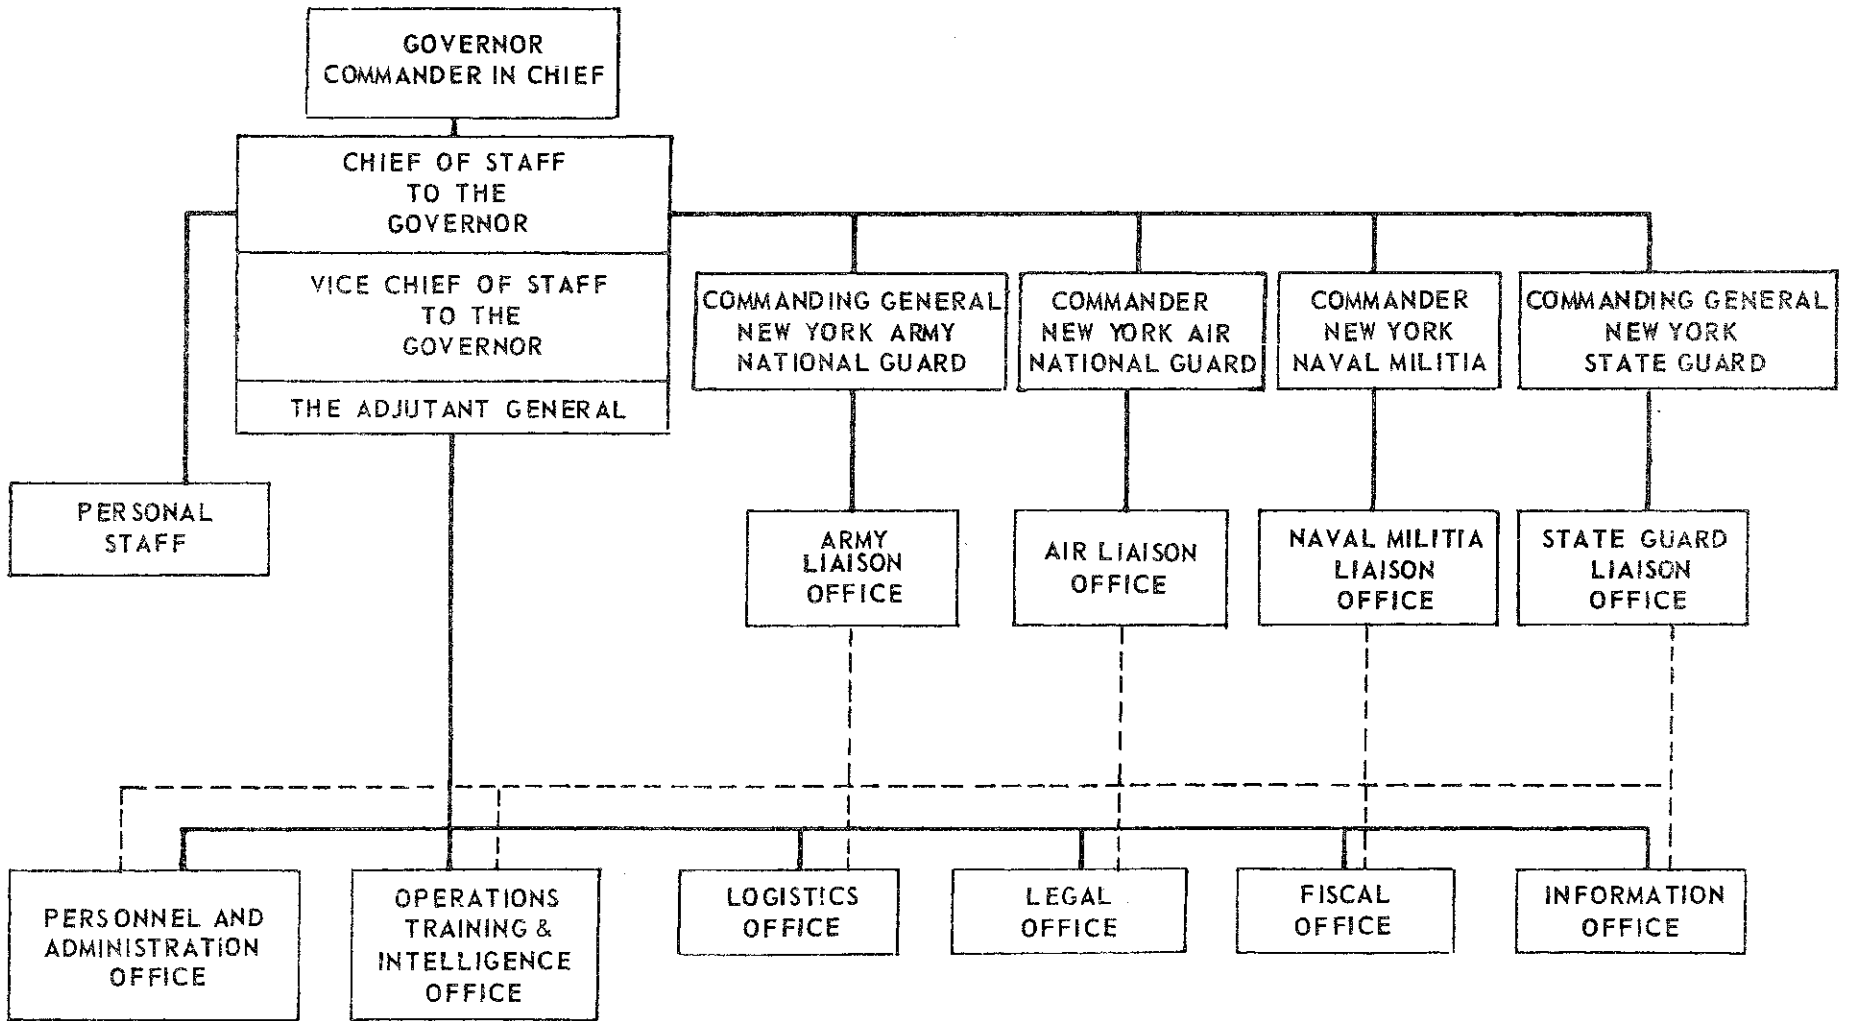 GOVERNOR
COMMANDER IN CHIEF
CHIEF OF STAFF
TO THE
GOVERNOR
VICE CHIEF OF STAFF
TO THE
GOVERNOR
THE ADJUTANT GENERAL
COMMANDING GENERAL
NEW YORK ARMY
NATIONAL GUARD
COMMANDER
NEW YORK AIR
NATIONAL GUARD
COMMANDER
NEW YORK
NAVAL MILITIA
COMMANDING GENERAL
NEW YORK
STATE GUARD
PERSONAL
STAFF
ARMY
LIAISON
OFFICE
AIR LIAISON
OFFICE
NAVAL MILITIA
LIAISON
OFFICE
STATE GUARD
LIAISON
OFFICE
PERSONNEL AND
ADMINISTRATION
OFFICE
OPERATIONS
TRAINING &
INTELLIGENCE
OFFICE
LOGISTICS
OFFICE
LEGAL
OFFICE
FISCAL
OFFICE
INFORMATION
OFFICE